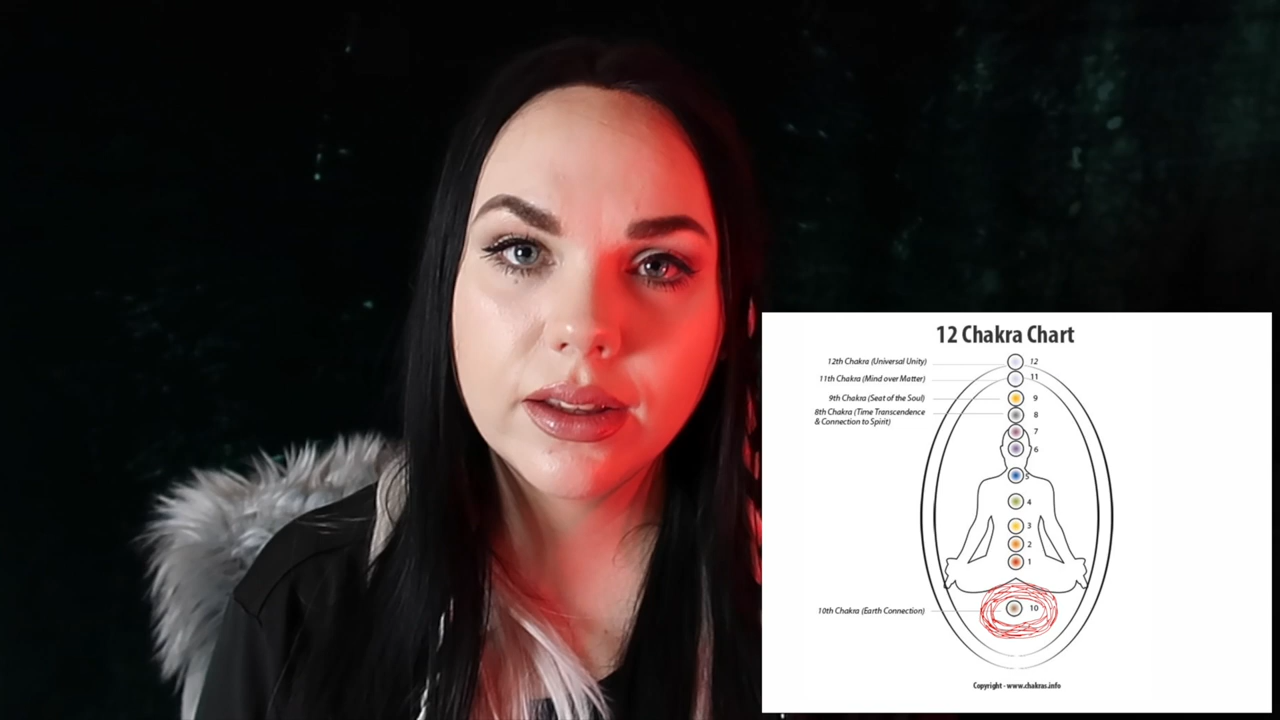 12 Chakra Chart
12th Chakra (Universal Unity)
12
11th Chakra (Mind over Matter)
11
9th Chakra (Seat of the Soul)
9
8th Chakra (Time Transcendence
& Connection to Spirit)
8
7
6
5
4
3
2
1
10th Chakra (Earth Connection)
10
Copyright - www.chakras.info